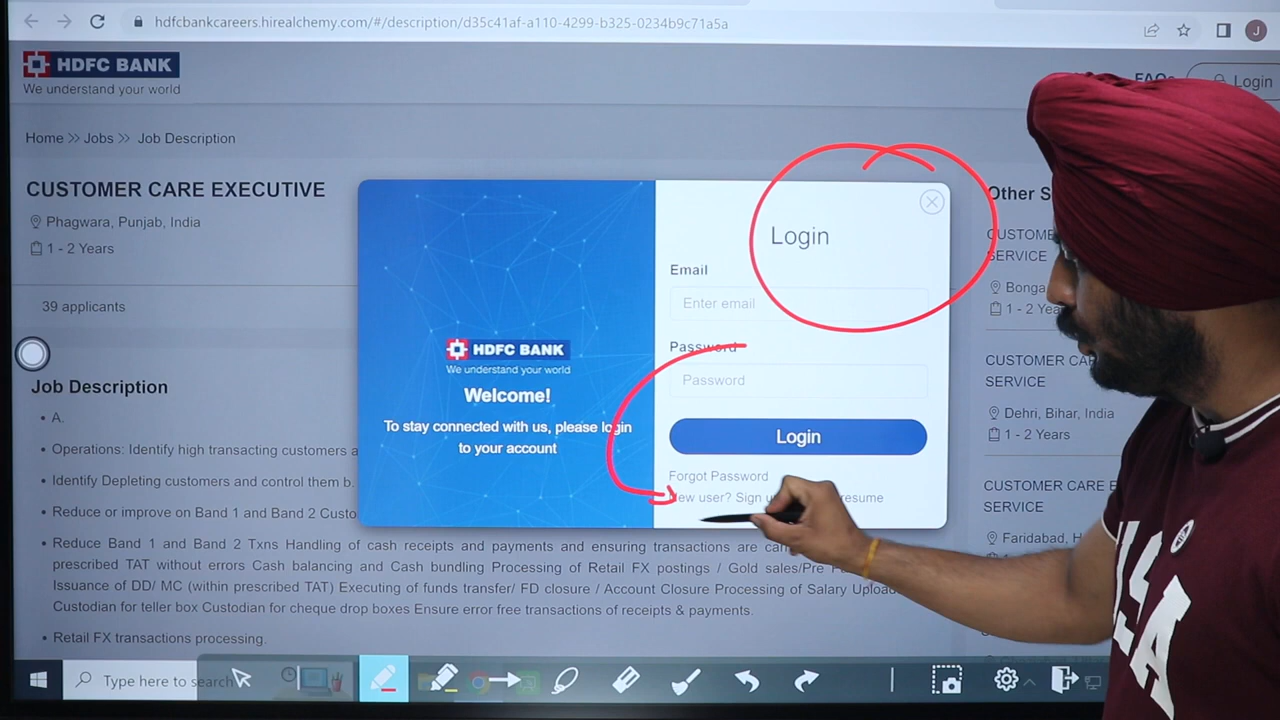 hdfcbankcareers.hirealchemy.com/#/description/d35c41af-a110-4299-b325-0234b9c71a5a
J
HDFC BANK
We understand your world
FAQs
Login
Home >> Jobs >> Job Description
CUSTOMER CARE EXECUTIVE
Phagwara, Punjab, India
1 - 2 Years
39 applicants
Job Description
• A.
• Operations: Identify high transacting customers a
• Identify Depleting customers and control them b.
• Reduce or improve on Band 1 and Band 2 Custo
• Reduce Band 1 and Band 2 Txns Handling of cash receipts and payments and ensuring transactions are
prescribed TAT without errors Cash balancing and Cash bundling Processing of Retail FX postings / Gold sales/Pre
Issuance of DD/ MC (within prescribed TAT) Executing of funds transfer/ FD closure / Account Closure Processing of Salary Upload
Custodian for teller box Custodian for cheque drop boxes Ensure error free transactions of receipts & payments.
• Retail FX transactions processing.
HDFC BANK
We understand your world
Welcome!
To stay connected with us, please login
to your account
Login
Email
Enter email
Password
Password
Login
Forgot Password
New user? Sign resume
Other S
CUSTOME
SERVICE
Bonga
1 - 2 Yea
CUSTOMER CA
SERVICE
Dehri, Bihar, India
1 - 2 Years
CUSTOMER CARE E
SERVICE
Faridabad, H
Type here to search